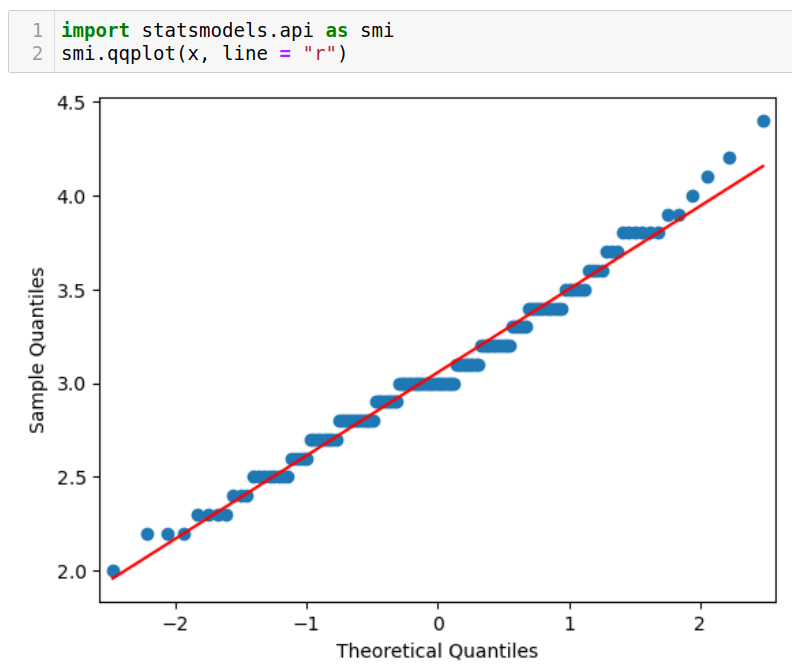 1 import statsmodels.api as smi
2 smi.qqplot(x, line = "r")
4.5
4.0
3.5
3.0
2.5
2.0
Sample Quantiles
−2 −1 0 1 2
Theoretical Quantiles